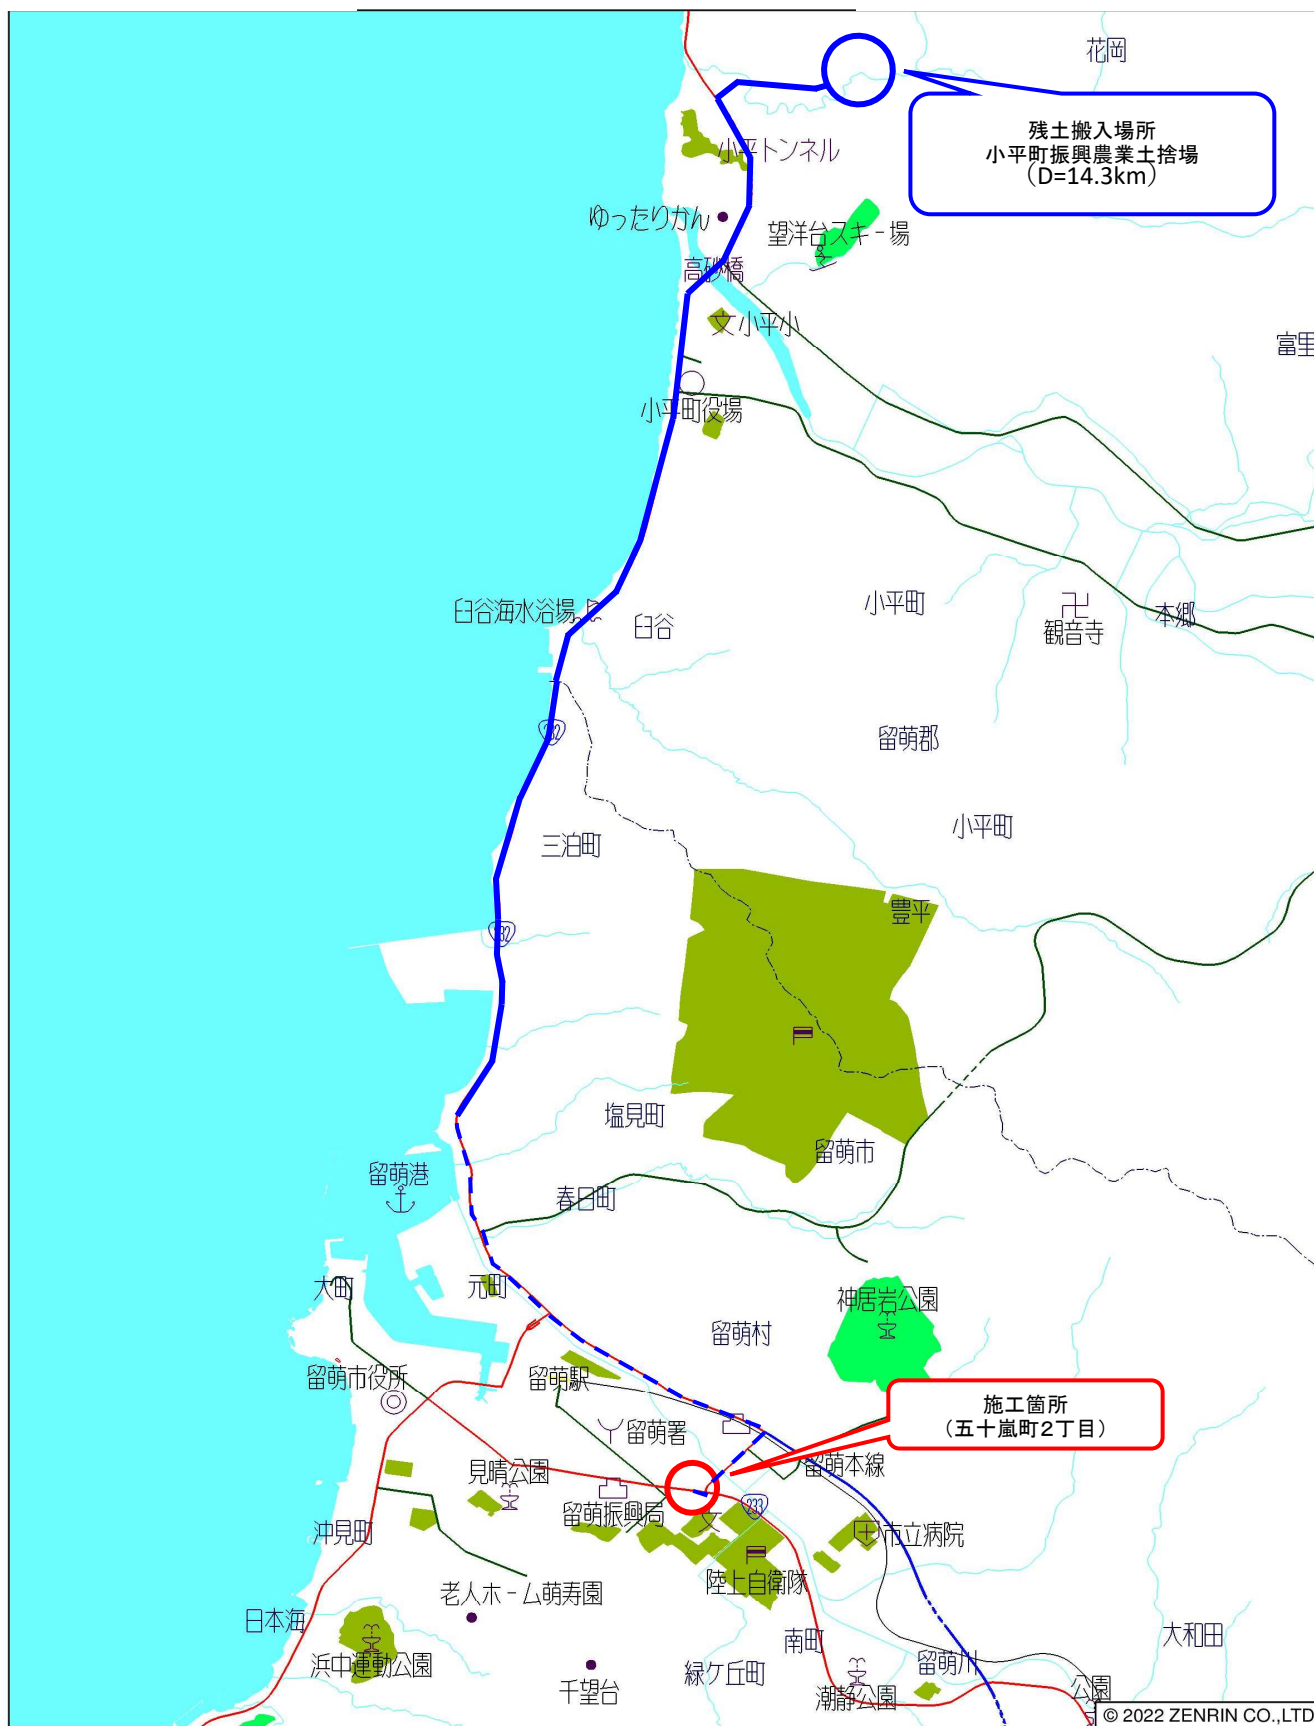 花岡
残土搬入場所
小平町振興農業土捨場
(D=14.3km)
小平トンネル
ゆったりかん
望洋台スキ-場
高砂橋
文小平小
富里
小平町役場
臼谷海水浴場
臼谷
小平町
観音寺
本郷
留萌郡
232
小平町
三泊町
豊平
232
塩見町
留萌市
留萌港
春日町
大町
元町
神居岩公園
留萌村
留萌市役所
留萌駅
施工箇所
(五十嵐町2丁目)
留萌署
見晴公園
留萌本線
留萌振興局
文
233
沖見町
市立病院
老人ホ-ム萌寿園
陸上自衛隊
日本海
南町
大和田
浜中運動公園
緑ケ丘町
留萌川
千望台
潮静公園
公園
© 2022 ZENRIN CO.,LTD